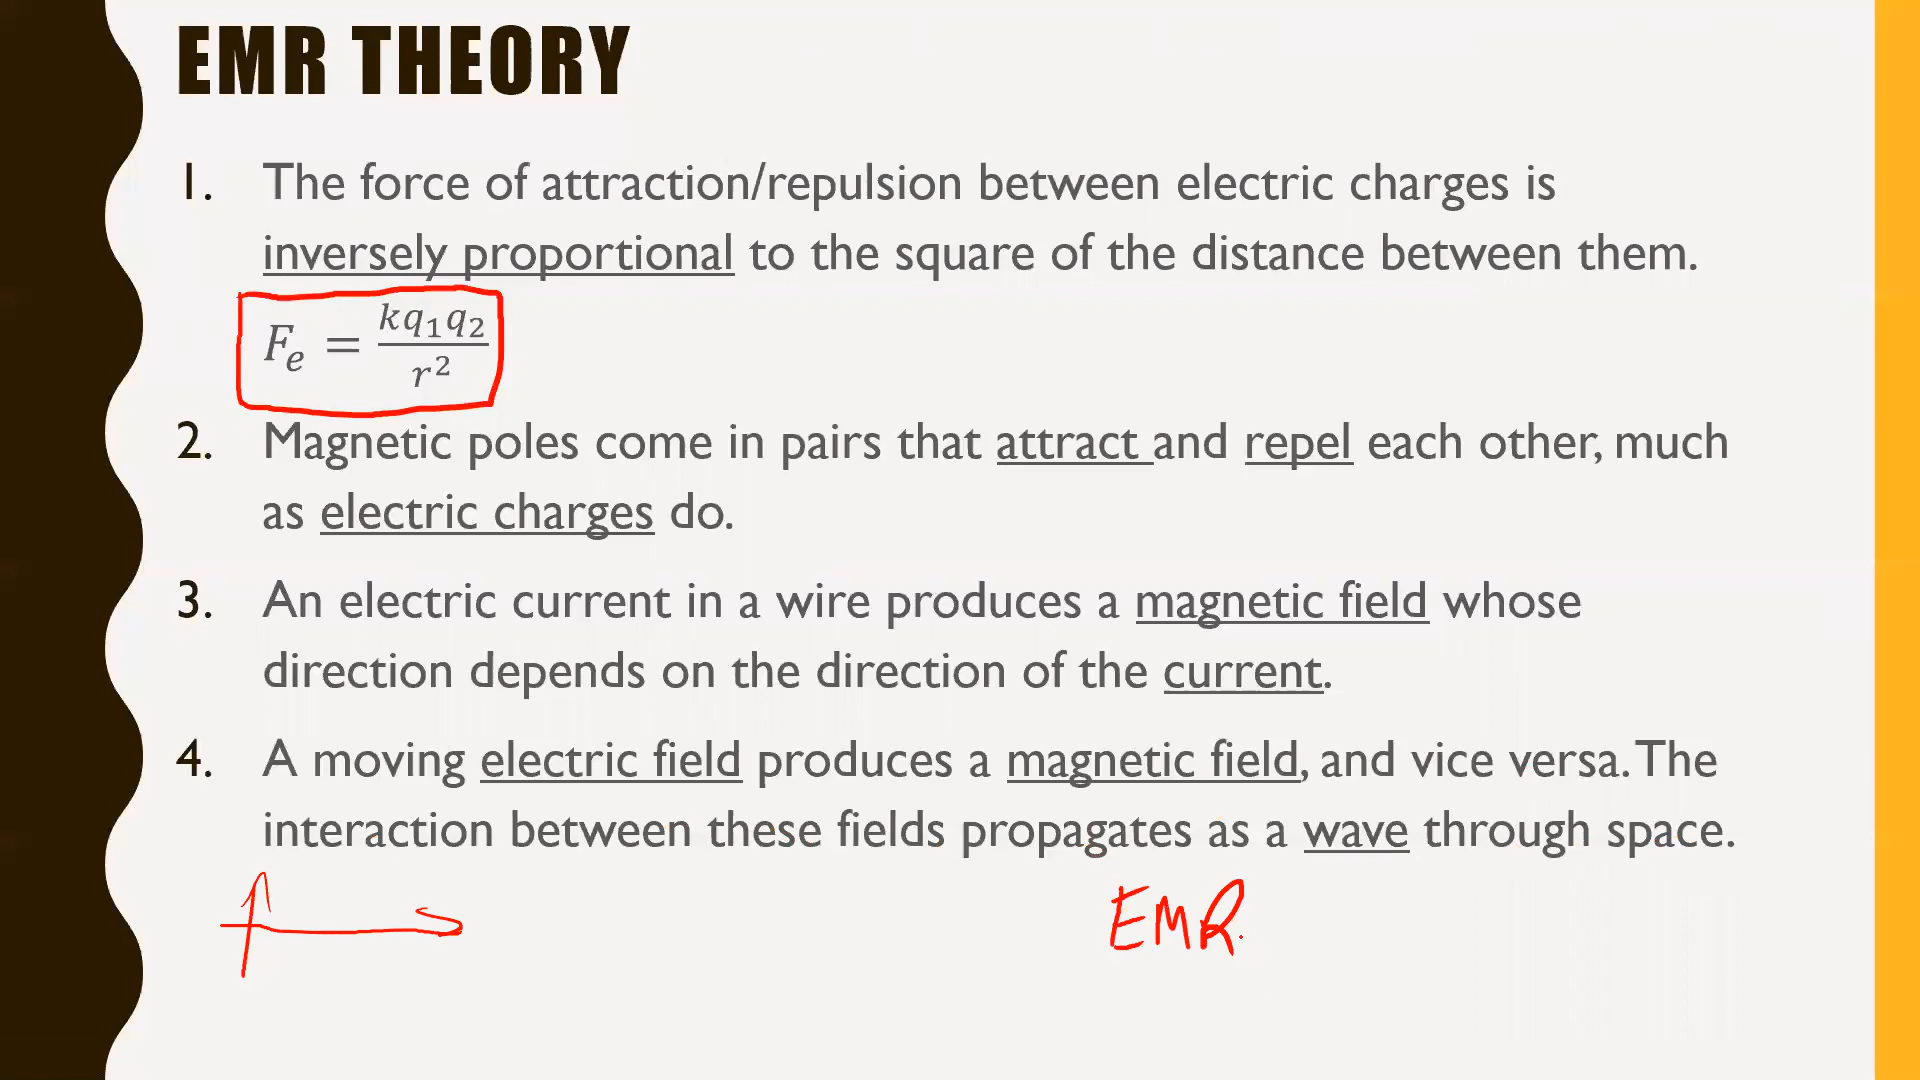 EMR THEORY
1. The force of attraction/repulsion between electric charges is
inversely proportional to the square of the distance between them.
F_e = kq_1q_2 / r^2
2. Magnetic poles come in pairs that attract and repel each other, much
as electric charges do.
3. An electric current in a wire produces a magnetic field whose
direction depends on the direction of the current.
4. A moving electric field produces a magnetic field, and vice versa. The
interaction between these fields propagates as a wave through space.
EMR